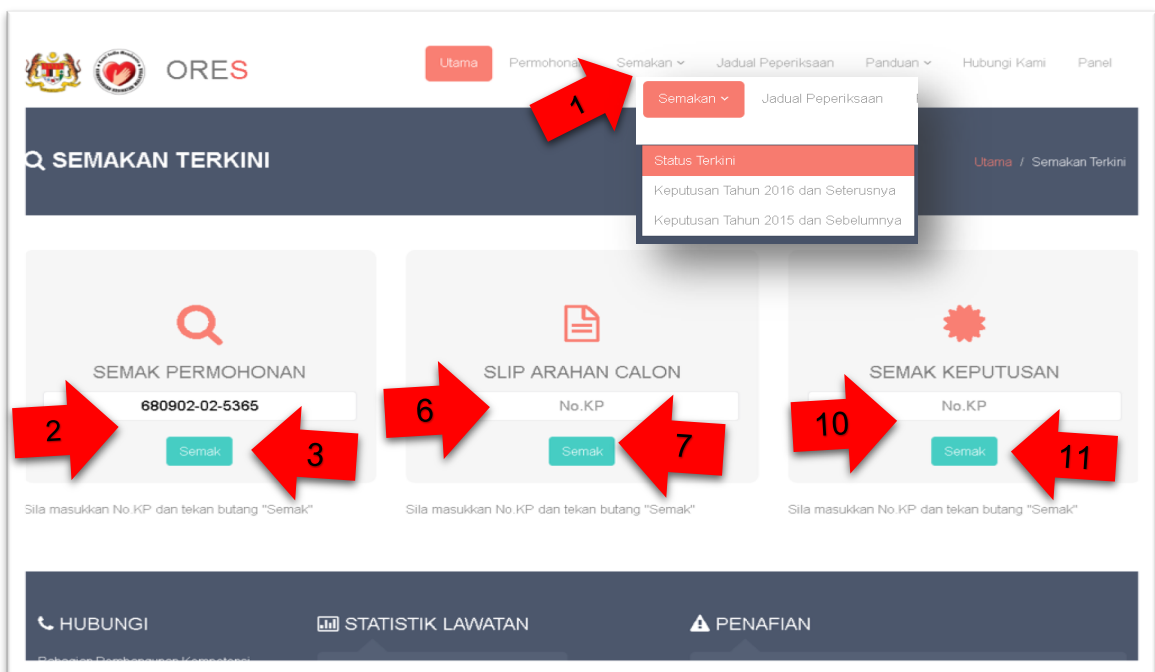 ORES
Utama Permohonan Semakan Jadual Peperiksaan Panduan Hubungi Kami Panel
1
Semakan Jadual Peperiksaan
SEMAKAN TERKINI
Status Terkini
Utama / Semakan Terkini
Keputusan Tahun 2016 dan Seterusnya
Keputusan Tahun 2015 dan Sebelumnya
SEMAK PERMOHONAN
680902-02-5365
2
Semak
3
Sila masukkan No.KP dan tekan butang "Semak"
SLIP ARAHAN CALON
No.KP
6
Semak
7
Sila masukkan No.KP dan tekan butang "Semak"
SEMAK KEPUTUSAN
No.KP
10
Semak
11
Sila masukkan No.KP dan tekan butang "Semak"
HUBUNGI
STATISTIK LAWATAN
PENAFIAN
Bahagian Pembangunan Kompetensi